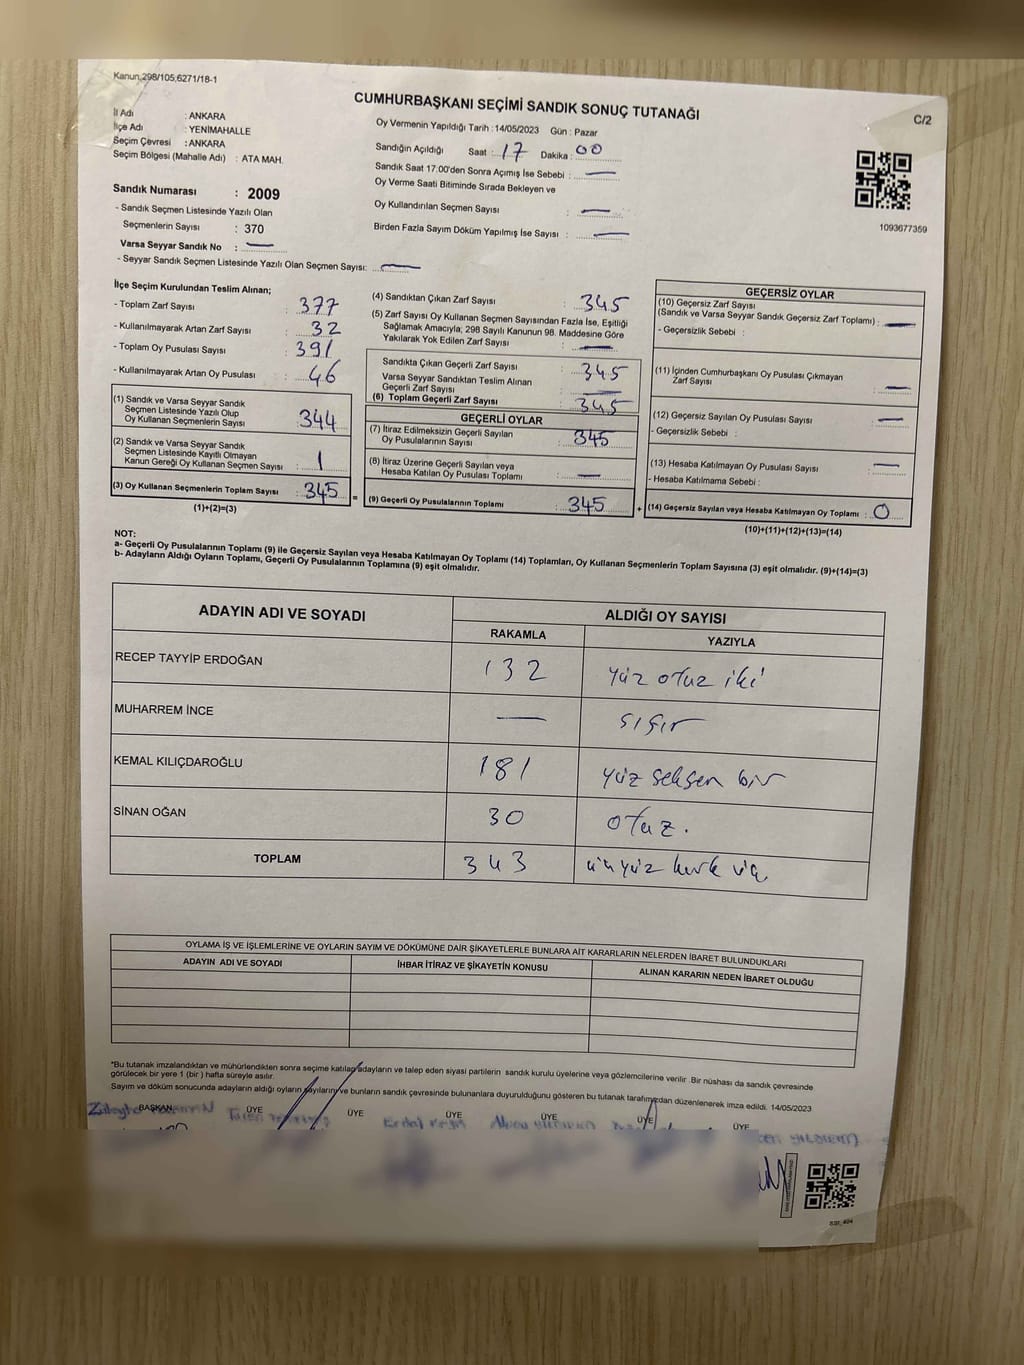 Kanun;298/105,6271/18-1
CUMHURBAŞKANI SEÇİMİ SANDIK SONUÇ TUTANAĞI
C/2
İl Adı : ANKARA
İlçe Adı : YENİMAHALLE
Seçim Çevresi : ANKARA
Seçim Bölgesi (Mahalle Adı) : ATA MAH.
Sandık Numarası : 2009
- Sandık Seçmen Listesinde Yazılı Olan
Seçmenlerin Sayısı : 370
Varsa Seyyar Sandık No : —
- Seyyar Sandık Seçmen Listesinde Yazılı Olan Seçmen Sayısı: —
Oy Vermenin Yapıldığı Tarih : 14/05/2023 Gün : Pazar
Sandığın Açıldığı Saat : 17 Dakika : 00
Sandık Saat 17:00'den Sonra Açımış İse Sebebi : —
Oy Verme Saati Bitiminde Sırada Bekleyen ve
Oy Kullandırılan Seçmen Sayısı : —
Birden Fazla Sayım Döküm Yapılmış İse Sayısı : —
1093677359
İlçe Seçim Kurulundan Teslim Alınan;
- Toplam Zarf Sayısı : 377
- Kullanılmayarak Artan Zarf Sayısı : 32
- Toplam Oy Pusulası Sayısı : 391
- Kullanılmayarak Artan Oy Pusulası : 46
(1) Sandık ve Varsa Seyyar Sandık
Seçmen Listesinde Yazılı Olup
Oy Kullanan Seçmenlerin Sayısı : 344
(2) Sandık ve Varsa Seyyar Sandık
Seçmen Listesinde Kayıtlı Olmayan
Kanun Gereği Oy Kullanan Seçmen Sayısı : 1
(3) Oy Kullanan Seçmenlerin Toplam Sayısı : 345
(1)+(2)=(3)
(4) Sandıktan Çıkan Zarf Sayısı : 345
(5) Zarf Sayısı Oy Kullanan Seçmen Sayısından Fazla İse, Eşitliği
Sağlamak Amacıyla; 298 Sayılı Kanunun 98. Maddesine Göre
Yakılarak Yok Edilen Zarf Sayısı : —
Sandıkta Çıkan Geçerli Zarf Sayısı : 345
Varsa Seyyar Sandıktan Teslim Alınan
Geçerli Zarf Sayısı : —
(6) Toplam Geçerli Zarf Sayısı : 345
GEÇERLİ OYLAR
(7) İtiraz Edilmeksizin Geçerli Sayılan
Oy Pusulalarının Sayısı : 345
(8) İtiraz Üzerine Geçerli Sayılan veya
Hesaba Katılan Oy Pusulası Toplamı : —
= (9) Geçerli Oy Pusulalarının Toplamı : 345
GEÇERSİZ OYLAR
(10) Geçersiz Zarf Sayısı
(Sandık ve Varsa Seyyar Sandık Geçersiz Zarf Toplamı) : —
- Geçersizlik Sebebi :
(11) İçinden Cumhurbaşkanı Oy Pusulası Çıkmayan
Zarf Sayısı : —
(12) Geçersiz Sayılan Oy Pusulası Sayısı : —
- Geçersizlik Sebebi :
(13) Hesaba Katılmayan Oy Pusulası Sayısı : —
- Hesaba Katılmama Sebebi :
+ (14) Geçersiz Sayılan veya Hesaba Katılmayan Oy Toplamı : 0
(10)+(11)+(12)+(13)=(14)
NOT:
a- Geçerli Oy Pusulalarının Toplamı (9) ile Geçersiz Sayılan veya Hesaba Katılmayan Oy Toplamı (14) Toplamları, Oy Kullanan Seçmenlerin Toplam Sayısına (3) eşit olmalıdır. (9)+(14)=(3)
b- Adayların Aldığı Oyların Toplamı, Geçerli Oy Pusulalarının Toplamına (9) eşit olmalıdır.
ADAYIN ADI VE SOYADI ALDIĞI OY SAYISI
RAKAMLA YAZIYLA
RECEP TAYYİP ERDOĞAN 132 yüz otuz iki
MUHARREM İNCE — sıfır
KEMAL KILIÇDAROĞLU 181 yüz seksen bir
SİNAN OĞAN 30 otuz.
TOPLAM 343 üçyüz kırk üç
OYLAMA İŞ VE İŞLEMLERİNE VE OYLARIN SAYIM VE DÖKÜMÜNE DAİR ŞİKAYETLERLE BUNLARA AİT KARARLARIN NELERDEN İBARET BULUNDUKLARI
ADAYIN ADI VE SOYADI İHBAR İTİRAZ VE ŞİKAYETİN KONUSU ALINAN KARARIN NEDEN İBARET OLDUĞU
*Bu tutanak imzalandıktan ve mühürlendikten sonra seçime katılan adayların ve talep eden siyasi partilerin sandık kurulu üyelerine veya gözlemcilerine verilir .Bir nüshası da sandık çevresinde
görülecek bir yere 1 (bir ) hafta süreyle asılır.
Sayım ve döküm sonucunda adayların aldığı oyların sayılarını ve bunların sandık çevresinde bulunanlara duyurulduğunu gösteren bu tutanak tarafımızdan düzenlenerek imza edildi. 14/05/2023
BAŞKAN ÜYE ÜYE ÜYE ÜYE ÜYE ÜYE